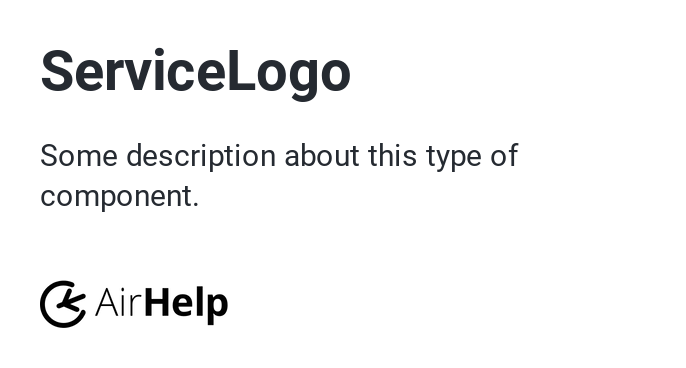 ServiceLogo
Some description about this type of
component.
AirHelp